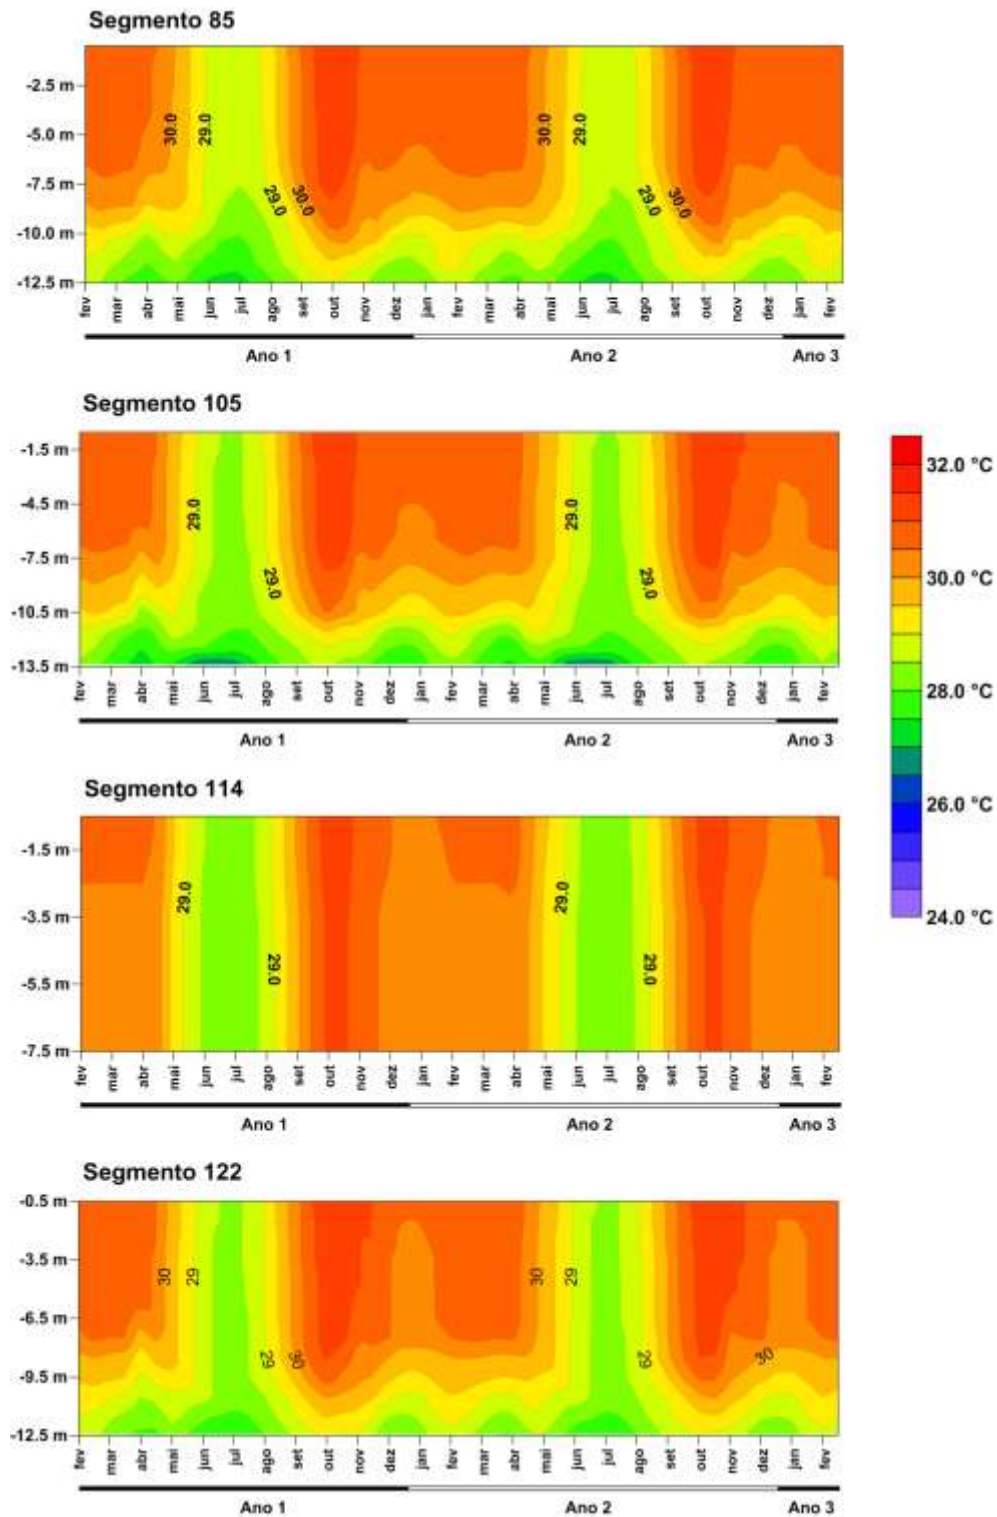 Segmento 85
-2.5 m
-5.0 m
-7.5 m
-10.0 m
-12.5 m
30.0 29.0 29.0 30.0 30.0 29.0 29.0 30.0
fev mar abr mai jun jul ago set out nov dez jan fev mar abr mai jun jul ago set out nov dez jan fev
Ano 1 Ano 2 Ano 3
Segmento 105
-1.5 m
-4.5 m
-7.5 m
-10.5 m
-13.5 m
29.0 29.0 29.0 29.0
fev mar abr mai jun jul ago set out nov dez jan fev mar abr mai jun jul ago set out nov dez jan fev
Ano 1 Ano 2 Ano 3
32.0 °C
30.0 °C
28.0 °C
26.0 °C
24.0 °C
Segmento 114
-1.5 m
-3.5 m
-5.5 m
-7.5 m
29.0 29.0 29.0 29.0
fev mar abr mai jun jul ago set out nov dez jan fev mar abr mai jun jul ago set out nov dez jan fev
Ano 1 Ano 2 Ano 3
Segmento 122
-0.5 m
-3.5 m
-6.5 m
-9.5 m
-12.5 m
30 29 29 30 30 29 29 30
fev mar abr mai jun jul ago set out nov dez jan fev mar abr mai jun jul ago set out nov dez jan fev
Ano 1 Ano 2 Ano 3